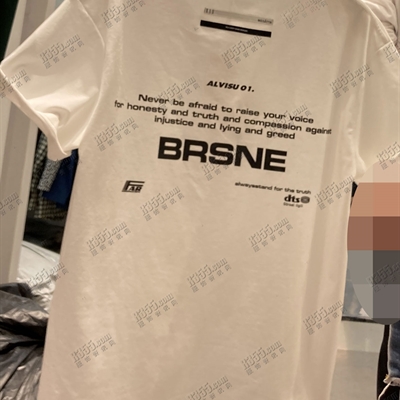 ALVISU 01.
Never be afraid to raise your voice
for honesty and truth and compassion against
injustice and lying and greed
BRSNE
FAR
alwaysstand for the truth
dts